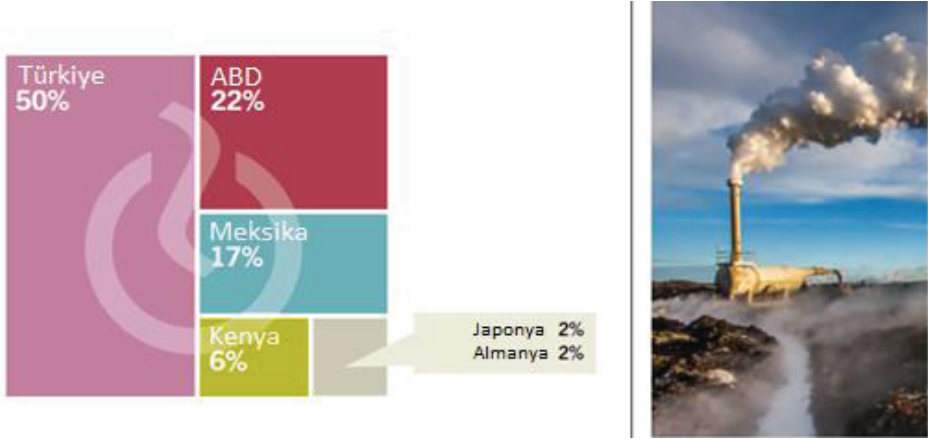 Türkiye
50%
ABD
22%
Meksika
17%
Kenya
6%
Japonya 2%
Almanya 2%